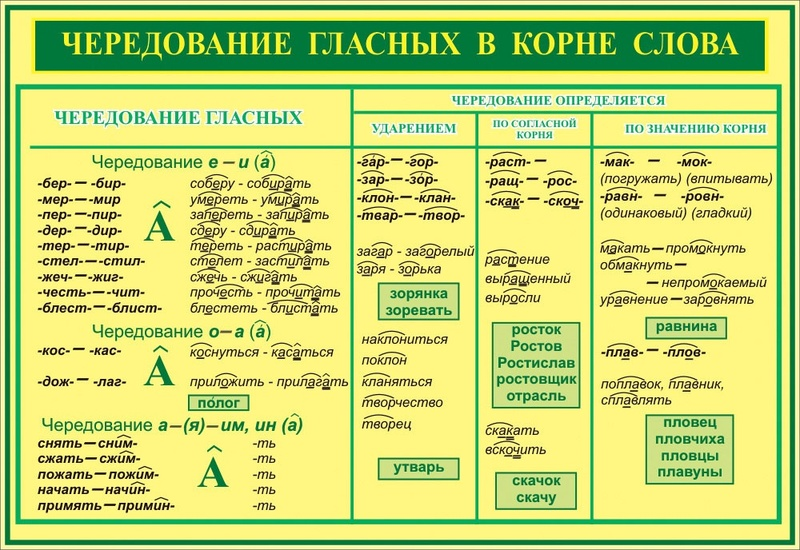 ЧЕРЕДОВАНИЕ ГЛАСНЫХ В КОРНЕ СЛОВА
ЧЕРЕДОВАНИЕ ГЛАСНЫХ
Чередование е – и (а)
-бер- – -бир- соберу - собирать
-мер- – -мир умереть - умирать
-пер- – -пир запереть - запирать
-дер- – -дир- сдеру - сдирать
-тер- – -тир- тереть - растирать
-стел- – -стил- стелет - застилать
-жеч- – -жиг- сжечь - сжигать
-честь- – -чит- прочесть - прочитать
-блест- – -блист- блестеть - блистать
А
Чередование о–а (а)
-кос- – -кас- коснуться - касаться
-дож- – -лаг- приложить - прилагать
А
полог
Чередование а–(я)–им, ин (а)
снять – сним- -ть
сжать – сжим- -ть
пожать – пожим- -ть
начать – начин- -ть
примять – примин- -ть
А
ЧЕРЕДОВАНИЕ ОПРЕДЕЛЯЕТСЯ
УДАРЕНИЕМ
-гар- – -гор-
-зар – -зор-
-клон- – -клан-
-твар- – -твор-
загар - загорелый
заря - зорька
зорянка
зоревать
наклониться
поклон
кланяться
творчество
творец
утварь
ПО СОГЛАСНОЙ
КОРНЯ
-раст- –
-ращ- – -рос-
-скак- – -скоч-
растение
выращенный
выросли
росток
Ростов
Ростислав
ростовщик
отрасль
скакать
вскочить
скачок
скачу
ПО ЗНАЧЕНИЮ КОРНЯ
-мак- – -мок-
(погружать) (впитывать)
-равн- – -ровн-
(одинаковый) (гладкий)
макать – промокнуть
обмакнуть –
– непромокаемый
уравнение – заровнять
равнина
-плав- – -плов-
поплавок, плавник,
сплавлять
пловец
пловчиха
пловцы
плавуны